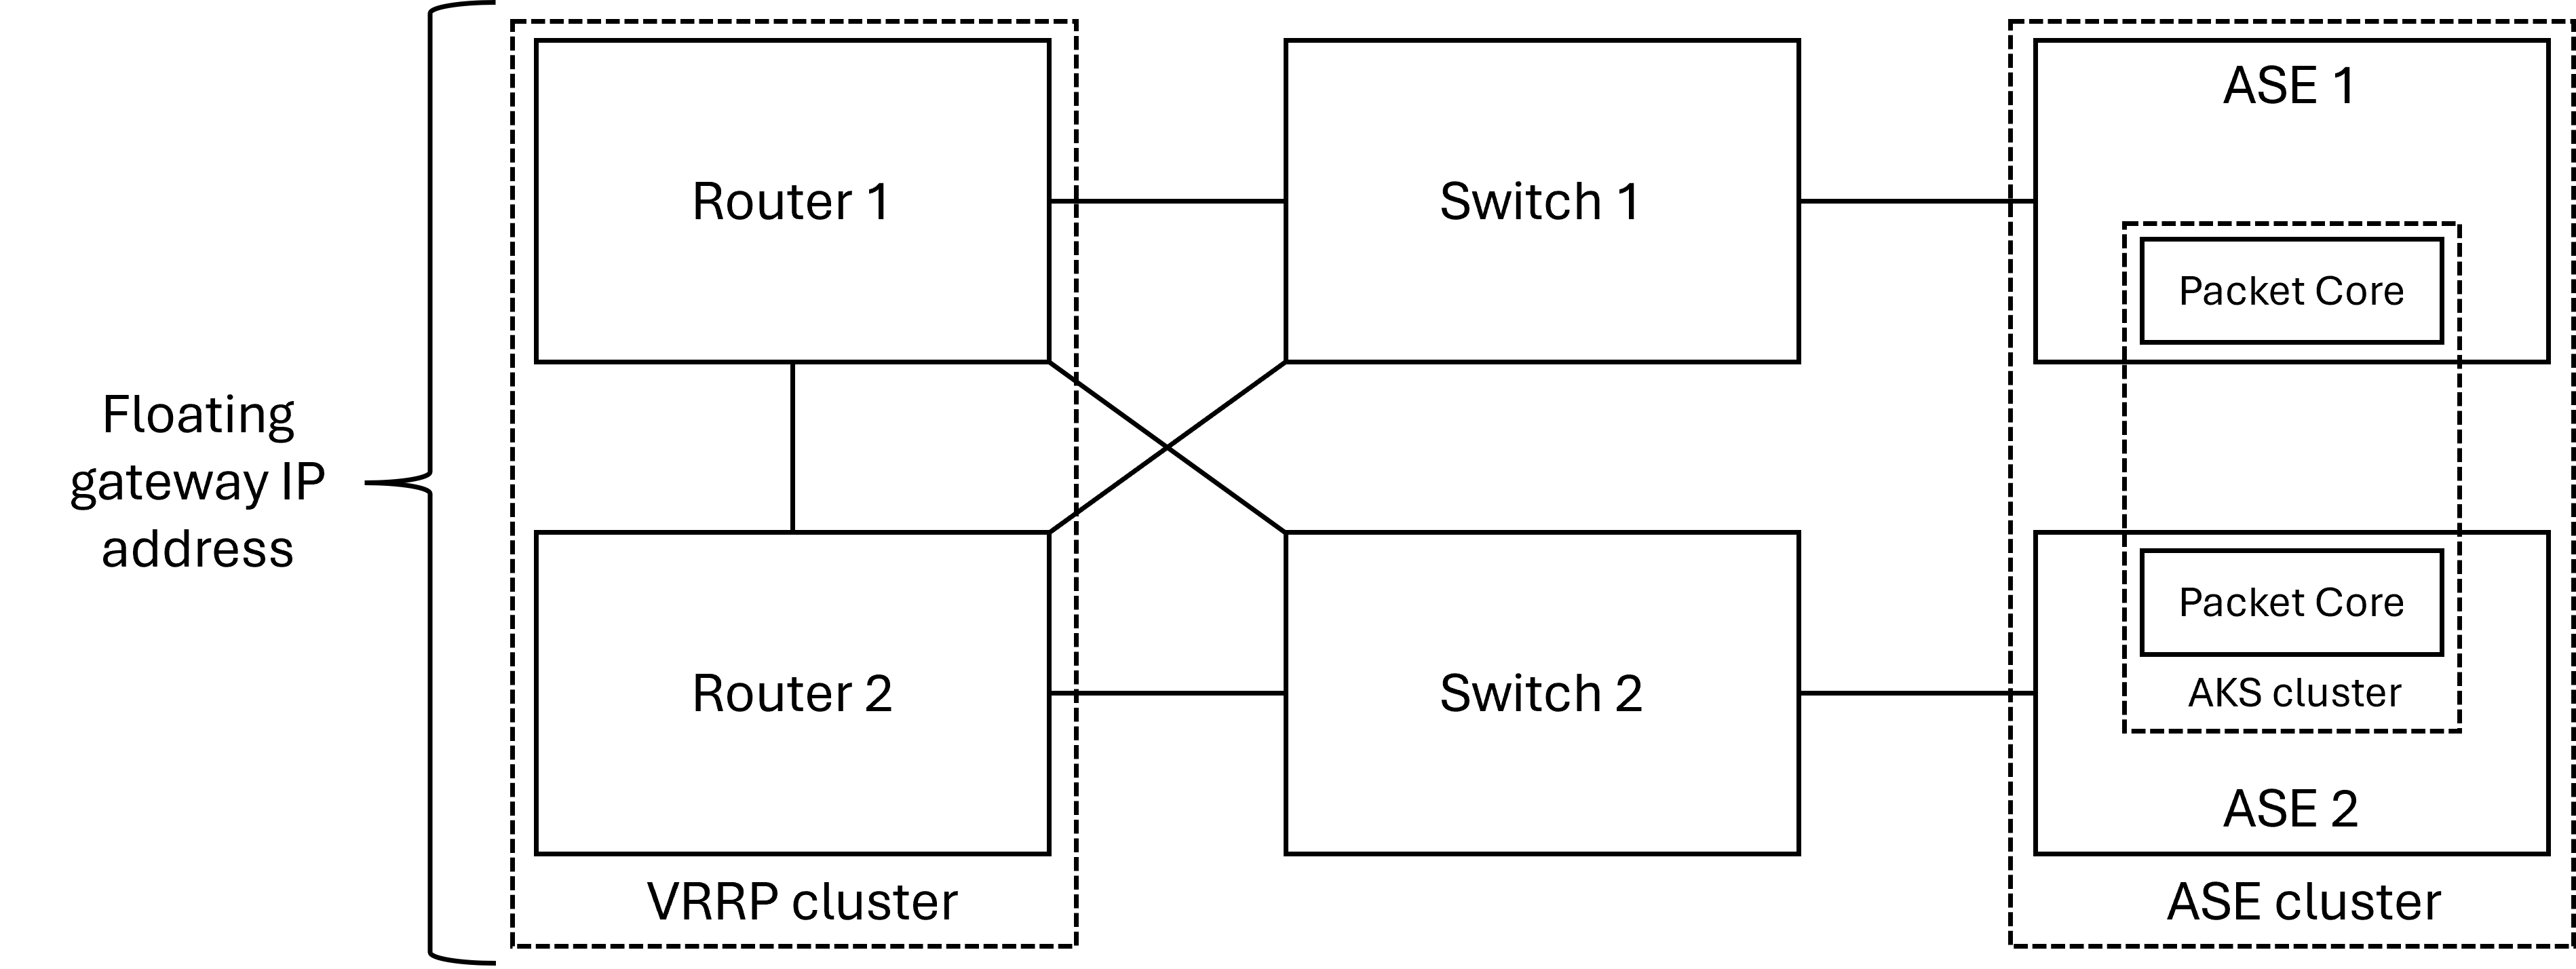 Floating
gateway IP
address
Router 1
Switch 1
ASE 1
Packet Core
Router 2
Switch 2
Packet Core
AKS cluster
ASE 2
VRRP cluster
ASE cluster